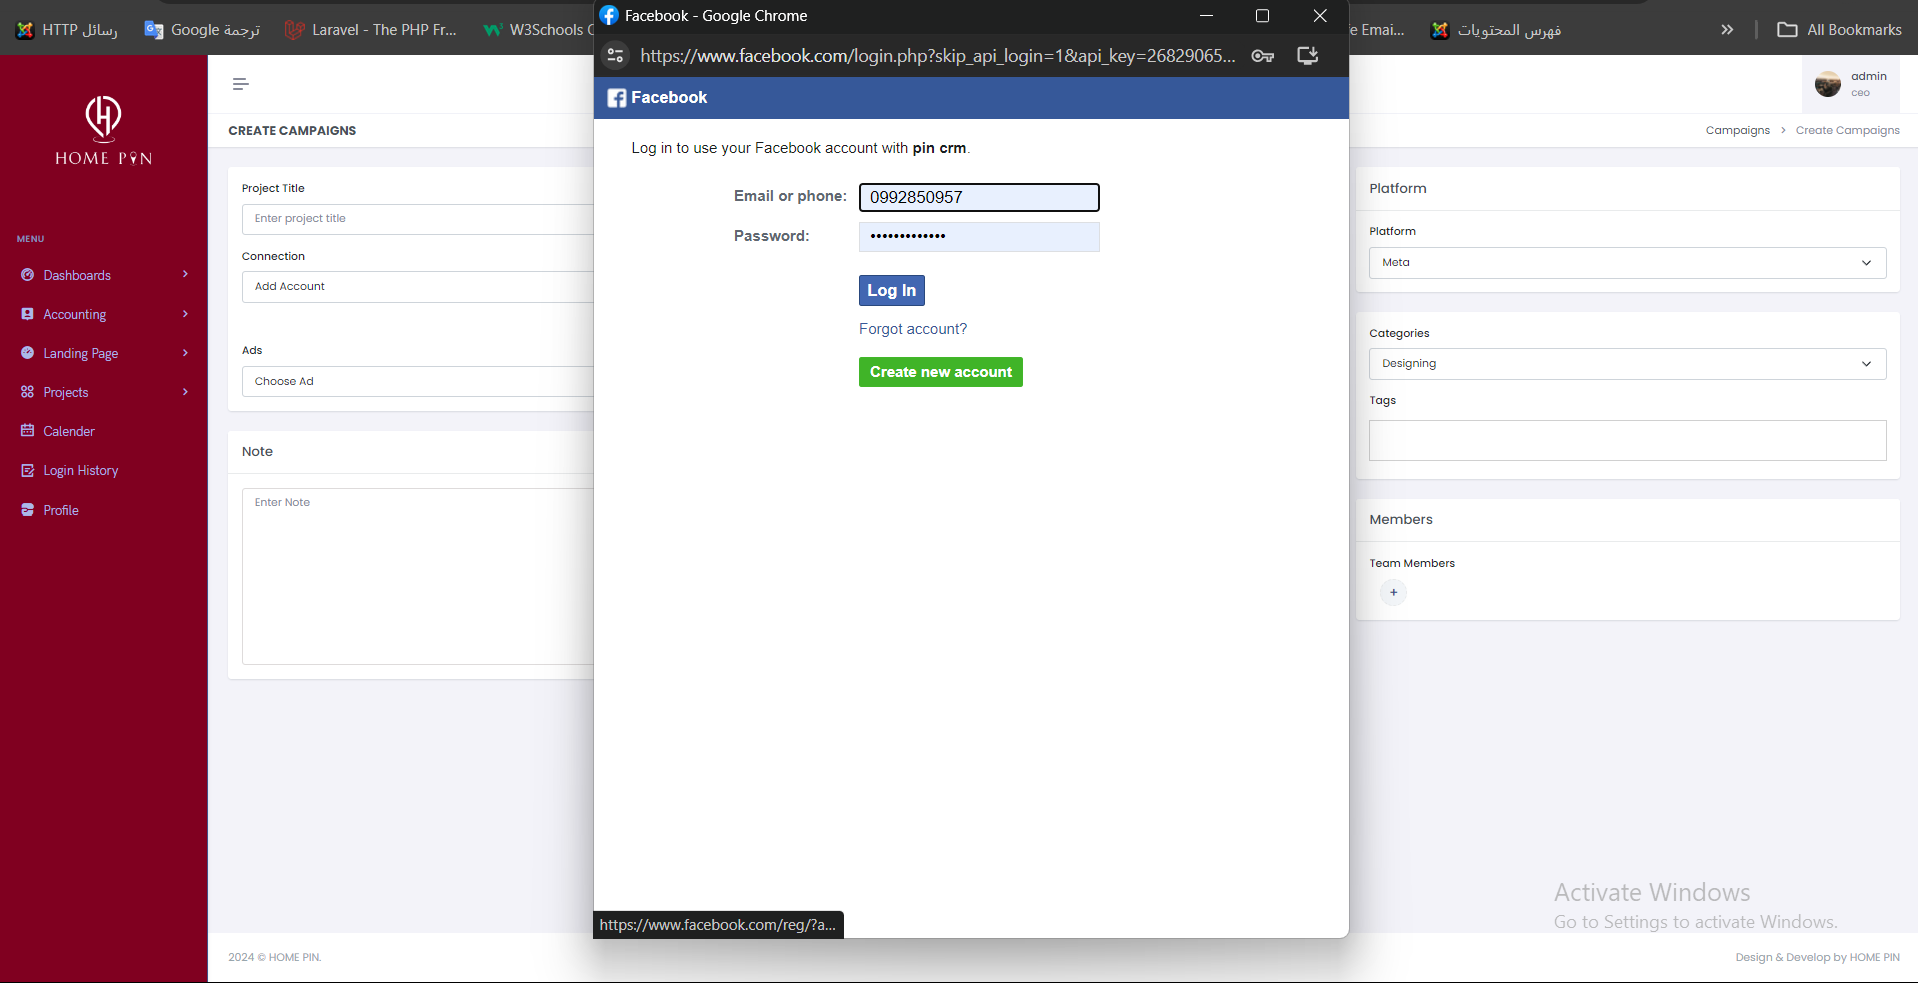 Facebook - Google Chrome
HTTP رسائل
Google ترجمة
Laravel - The PHP Fr...
W3Schools
e Emai...
فهرس المحتويات
All Bookmarks
https://www.facebook.com/login.php?skip_api_login=1&api_key=26829065...
Facebook
HOME PIN
admin
ceo
CREATE CAMPAIGNS
Campaigns > Create Campaigns
Log in to use your Facebook account with pin crm.
Email or phone: 0992850957
Password: •••••••••••••
Log In
Forgot account?
Create new account
MENU
Dashboards
Accounting
Landing Page
Projects
Calender
Login History
Profile
Project Title
Enter project title
Connection
Add Account
Ads
Choose Ad
Note
Enter Note
Platform
Platform
Meta
Categories
Designing
Tags
Members
Team Members
+
Activate Windows
Go to Settings to activate Windows.
https://www.facebook.com/reg/?a...
2024 © HOME PIN.
Design & Develop by HOME PIN